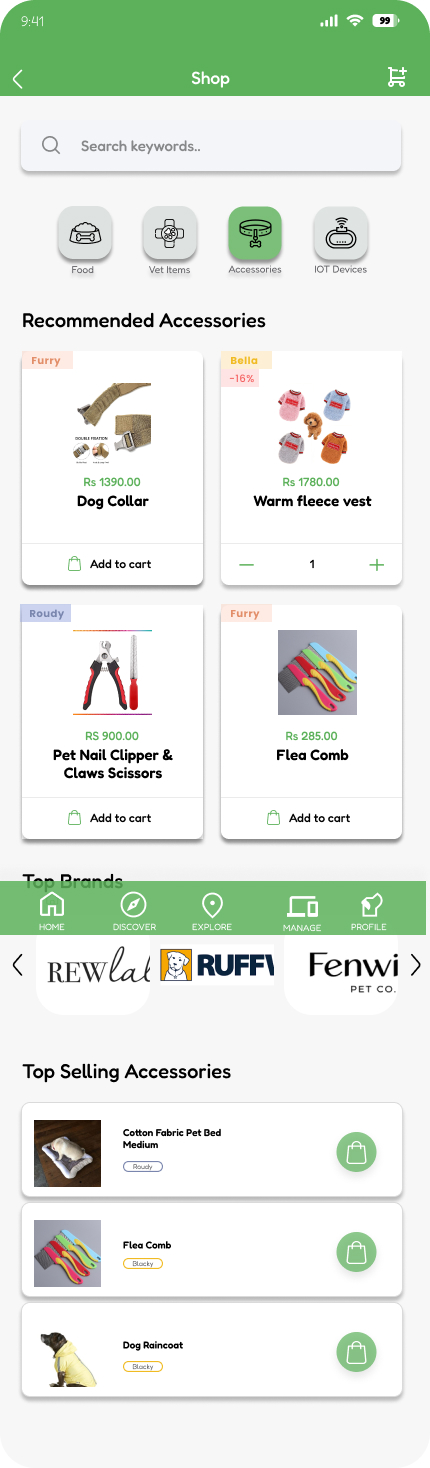 9:41
99
Shop
Search keywords..
Food
Vet Items
Accessories
IOT Devices
Recommended Accessories
Furry
DOUBLE FIXATION
Rs 1390.00
Dog Collar
Add to cart
Bella
-16%
Rs 1780.00
Warm fleece vest
1
Roudy
RS 900.00
Pet Nail Clipper &
Claws Scissors
Add to cart
Furry
Rs 285.00
Flea Comb
Add to cart
Top Brands
HOME
DISCOVER
EXPLORE
MANAGE
PROFILE
REWlal
RUFFW
Fenwi
PET CO.
Top Selling Accessories
Cotton Fabric Pet Bed
Medium
Roudy
Flea Comb
Blacky
Dog Raincoat
Blacky